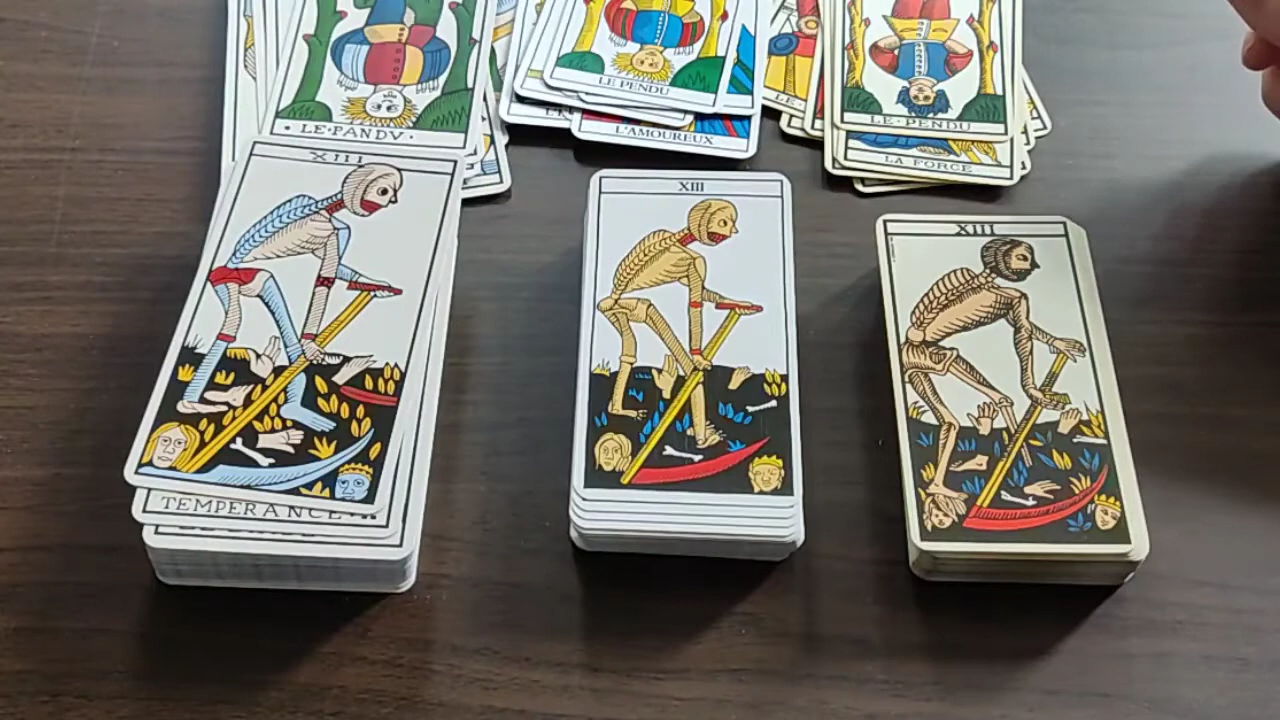 · LE·PANDV ·
LE PENDU
L'AMOUREUX
LE·PENDU
LA FORCE
XIII
TEMPERANCE
XIII
XIII